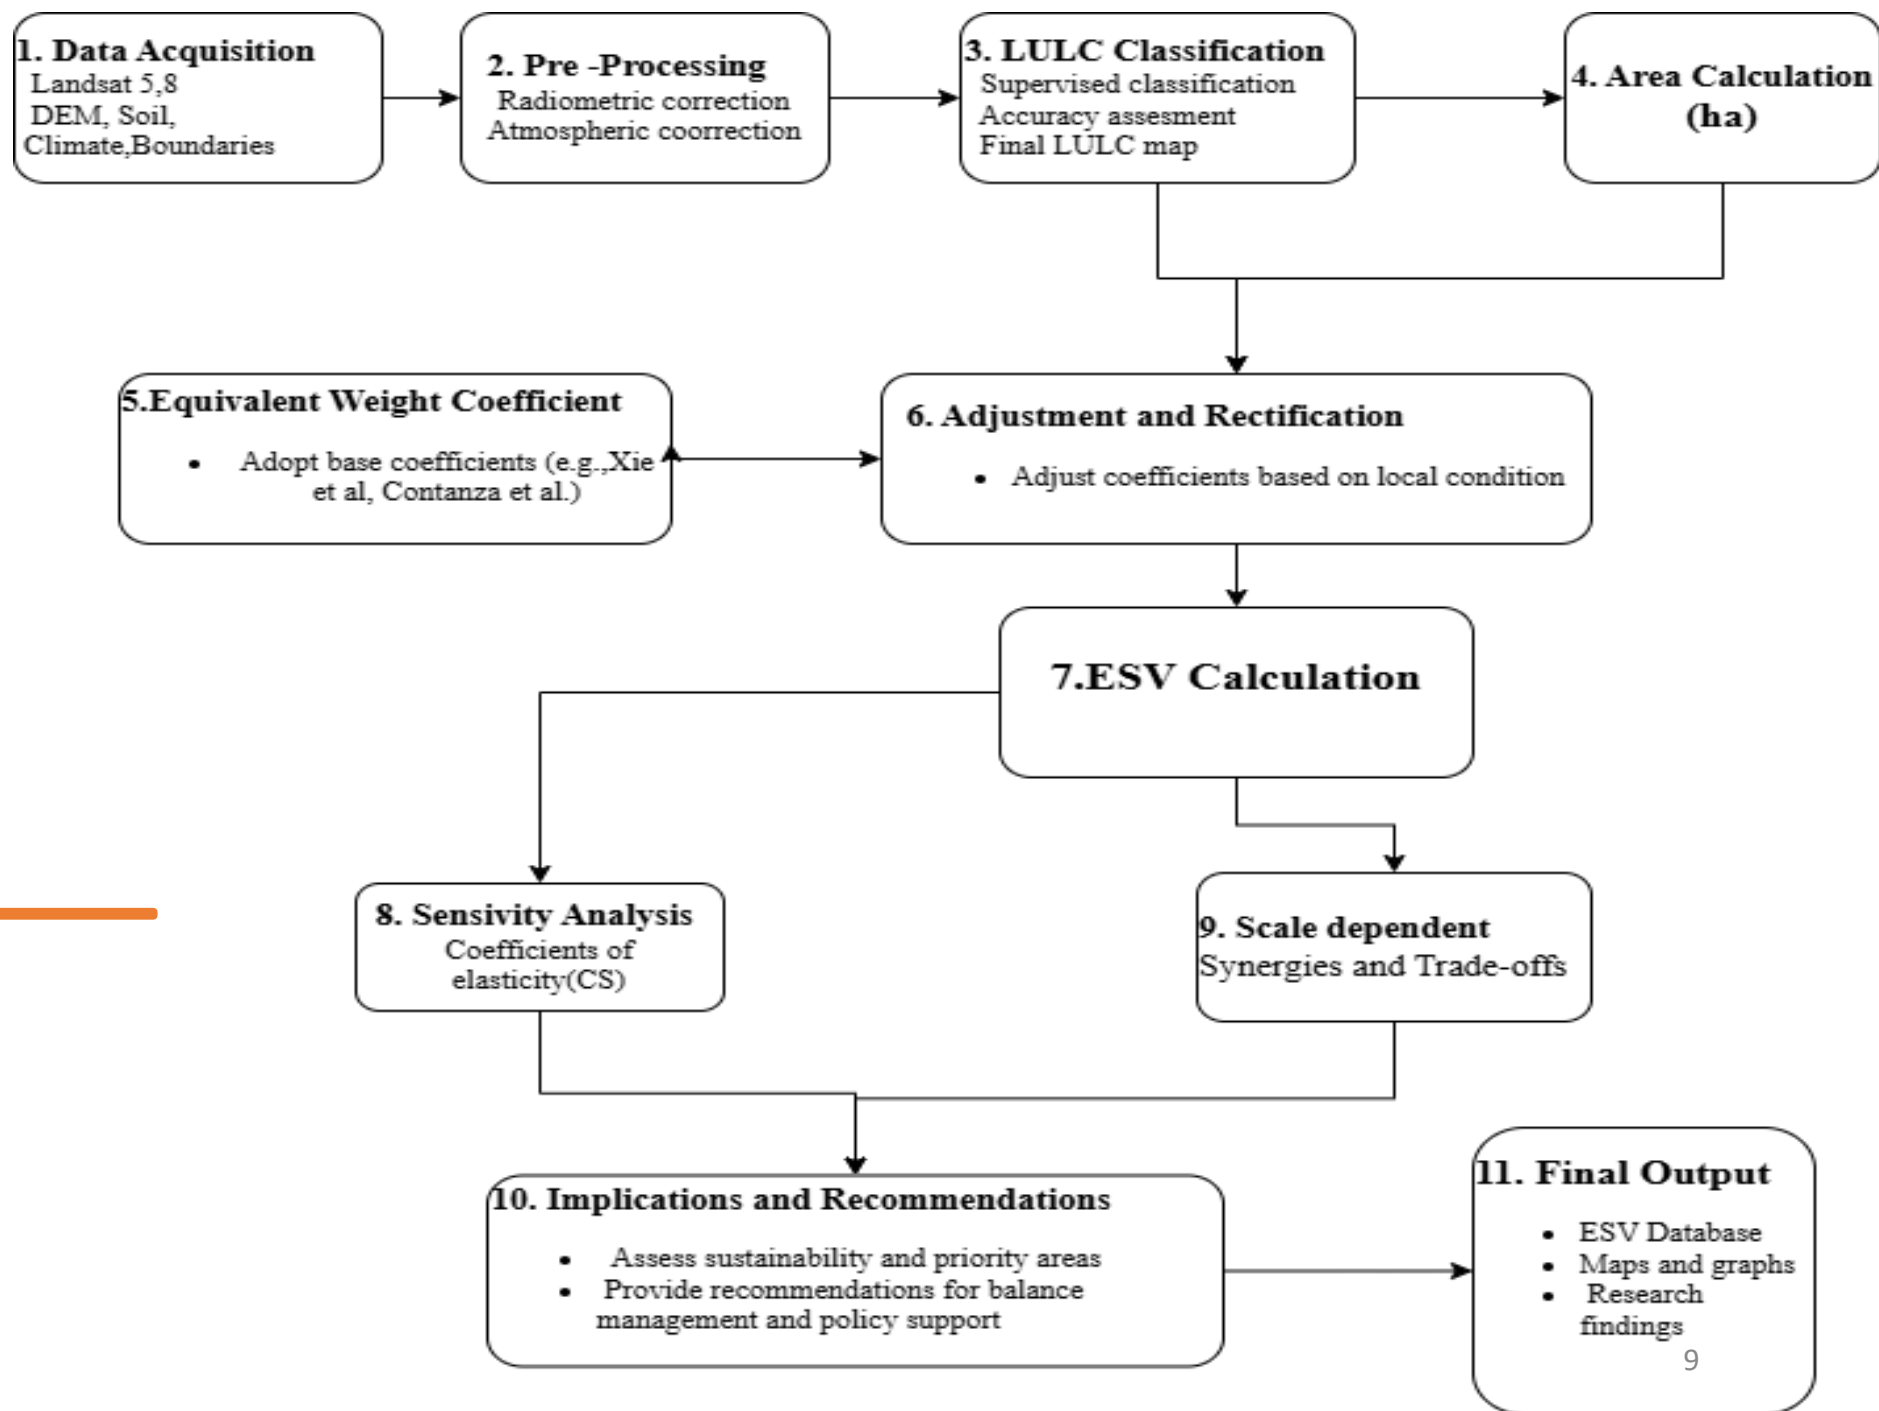 1. Data Acquisition
Landsat 5,8
DEM, Soil,
Climate,Boundaries
2. Pre -Processing
Radiometric correction
Atmospheric coorrection
3. LULC Classification
Supervised classification
Accuracy assesment
Final LULC map
4. Area Calculation
(ha)
5.Equivalent Weight Coefficient
• Adopt base coefficients (e.g.,Xie
et al, Contanza et al.)
6. Adjustment and Rectification
• Adjust coefficients based on local condition
7.ESV Calculation
8. Sensivity Analysis
Coefficients of
elasticity(CS)
9. Scale dependent
Synergies and Trade-offs
10. Implications and Recommendations
• Assess sustainability and priority areas
• Provide recommendations for balance
management and policy support
11. Final Output
• ESV Database
• Maps and graphs
• Research
findings
9